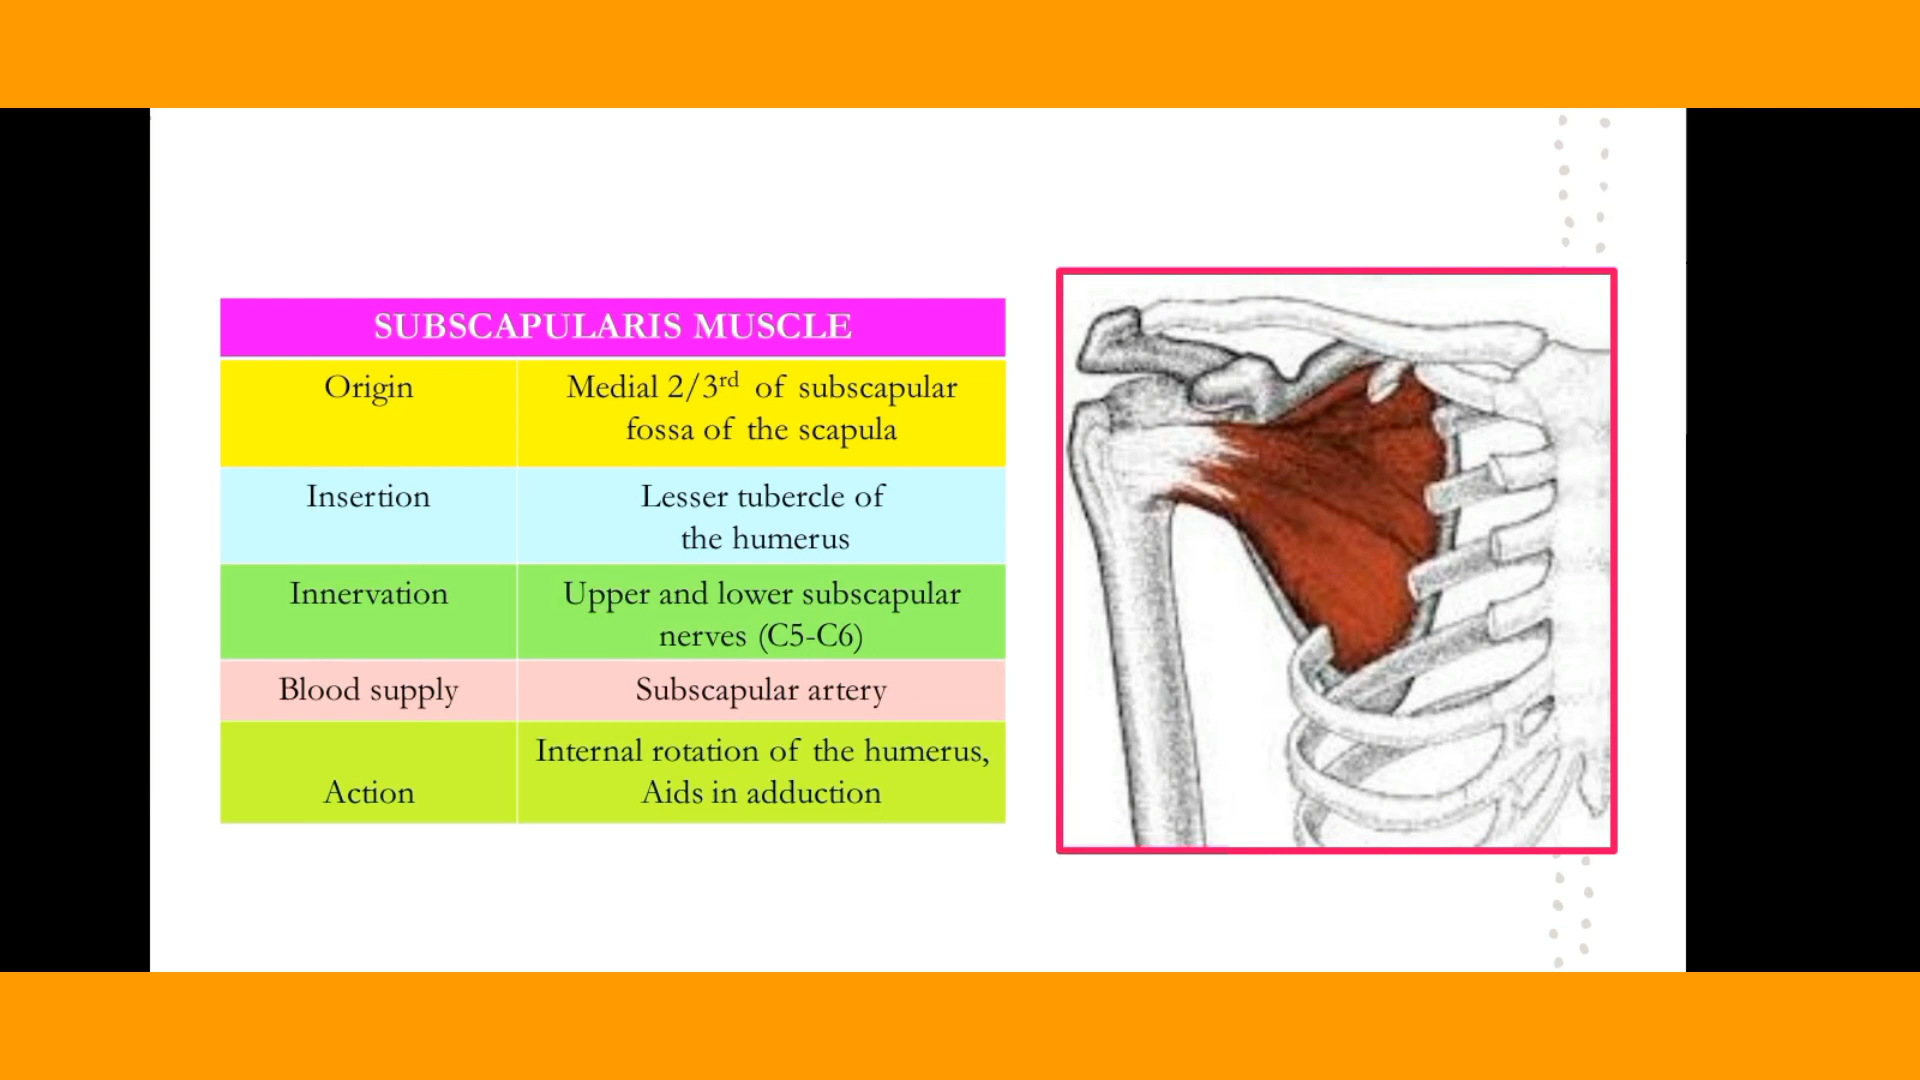 SUBSCAPULARIS MUSCLE
Origin
Medial 2/3rd of subscapular
fossa of the scapula
Insertion
Lesser tubercle of
the humerus
Innervation
Upper and lower subscapular
nerves (C5-C6)
Blood supply
Subscapular artery
Action
Internal rotation of the humerus,
Aids in adduction